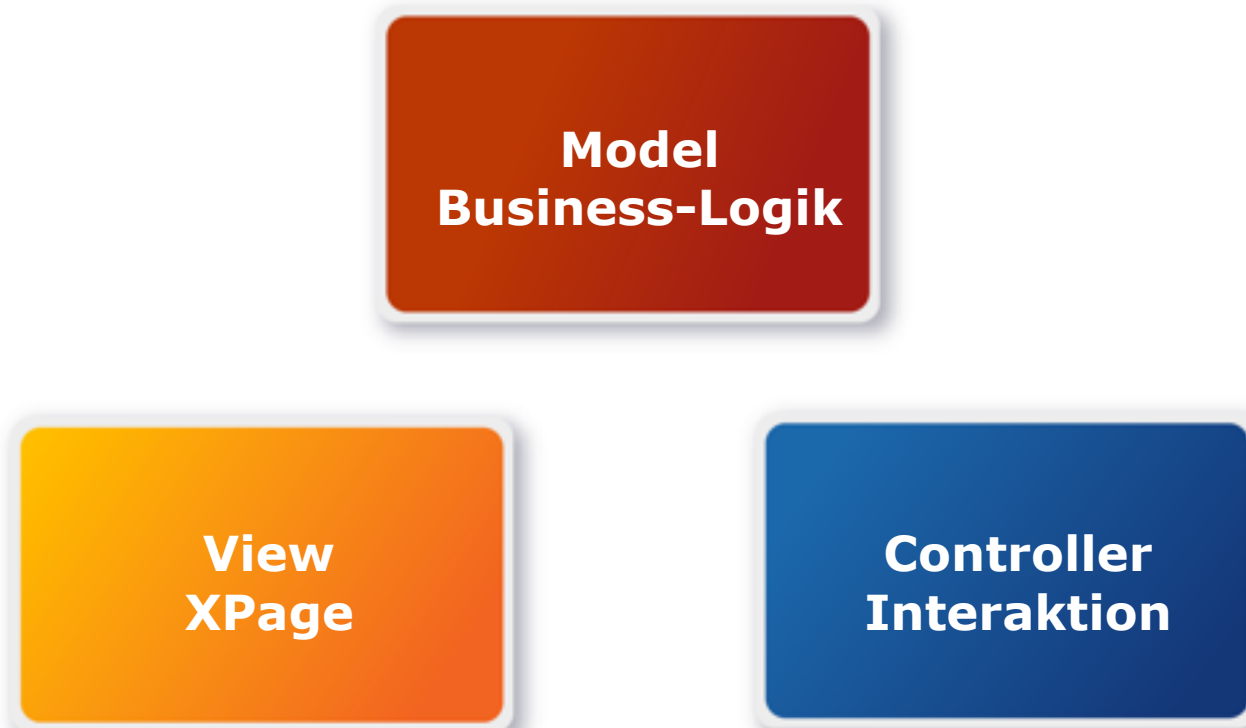 Model
Business-Logik
View
XPage
Controller
Interaktion